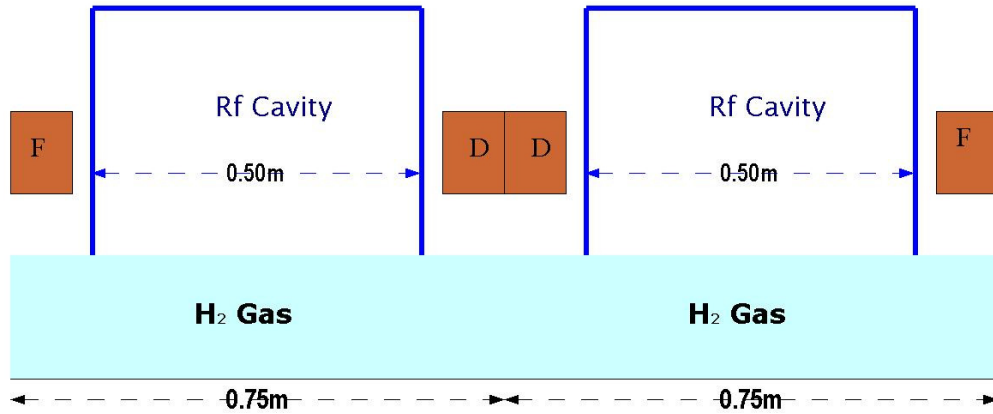 Rf Cavity
Rf Cavity
F
D
D
F
0.50m
0.50m
H₂ Gas
H₂ Gas
0.75m
0.75m